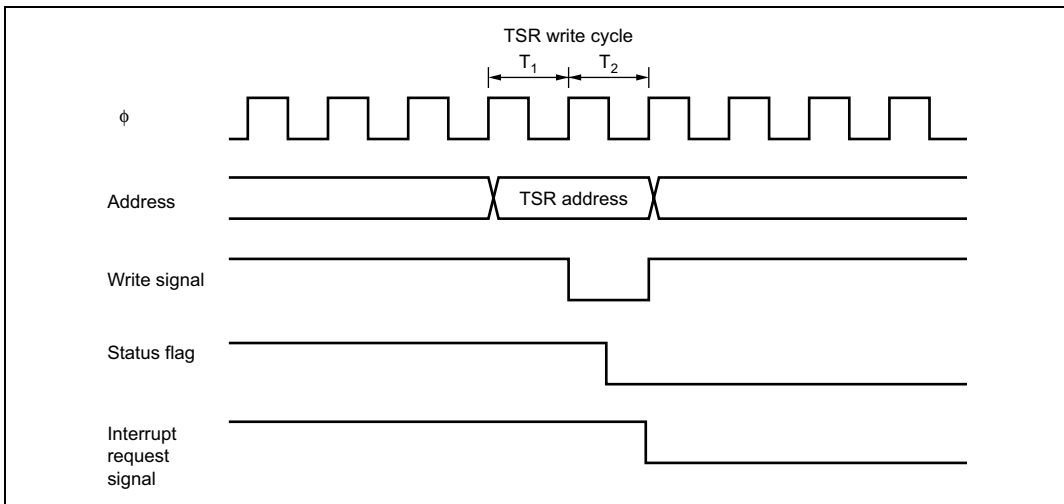 TSR write cycle
T1 T2
ϕ
Address
TSR address
Write signal
Status flag
Interrupt
request
signal